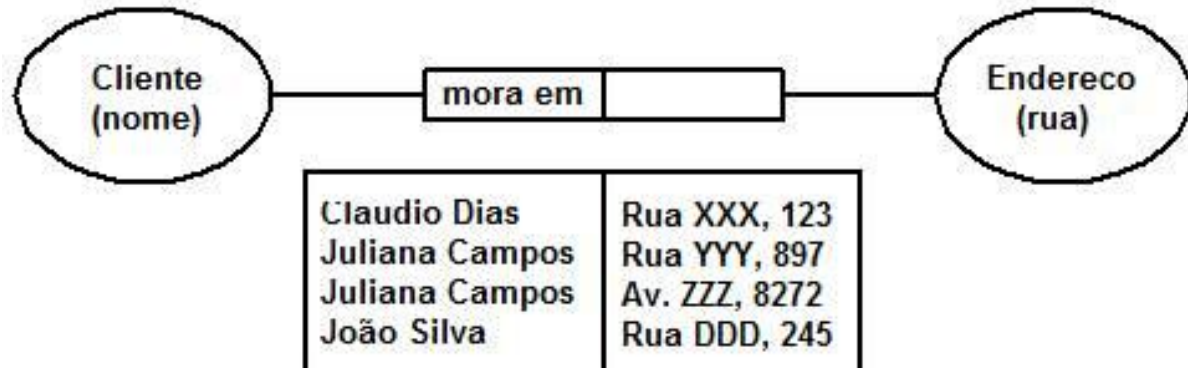 Cliente
(nome)
mora em
Endereco
(rua)
Claudio Dias Rua XXX, 123
Juliana Campos Rua YYY, 897
Juliana Campos Av. ZZZ, 8272
João Silva Rua DDD, 245